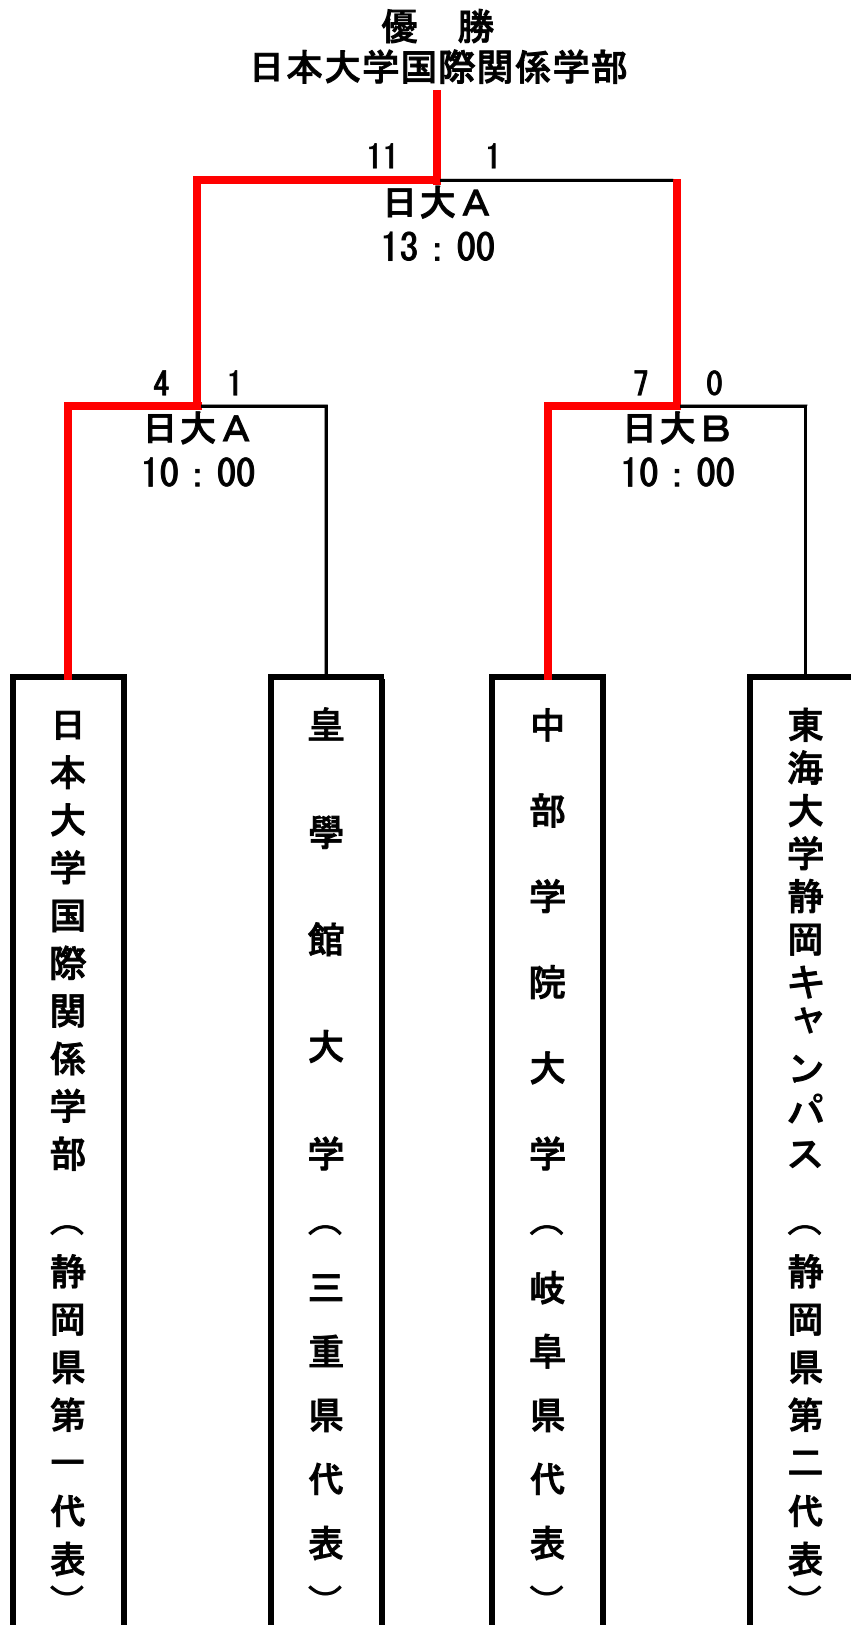 優　勝
日本大学国際関係学部
11　1
日大Ａ
13：00
4　1
日大Ａ
10：00
7　0
日大Ｂ
10：00
日本大学国際関係学部（静岡県第一代表）
皇學館大学（三重県代表）
中部学院大学（岐阜県代表）
東海大学静岡キャンパス（静岡県第二代表）